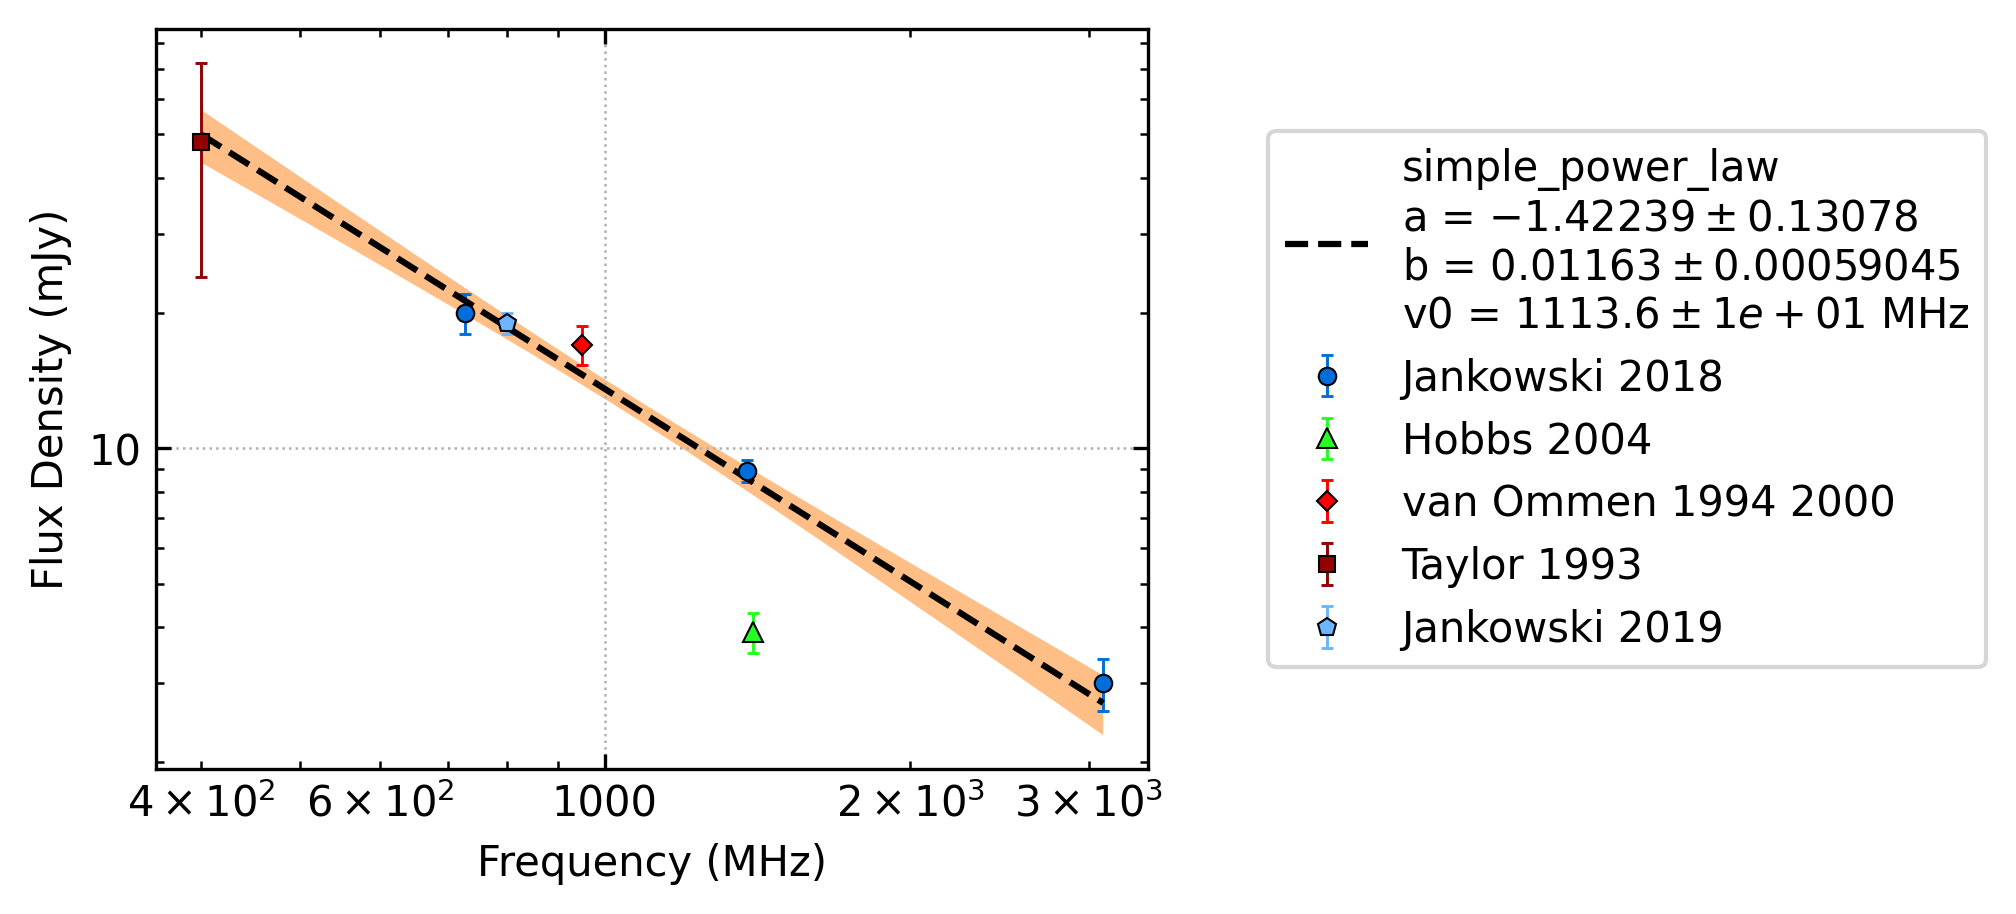 Flux Density (mJy)
10
4 × 10² 6 × 10² 1000 2 × 10³ 3 × 10³
Frequency (MHz)
simple_power_law
a = −1.42239 ± 0.13078
b = 0.01163 ± 0.00059045
v0 = 1113.6 ± 1e + 01 MHz
Jankowski 2018
Hobbs 2004
van Ommen 1994 2000
Taylor 1993
Jankowski 2019